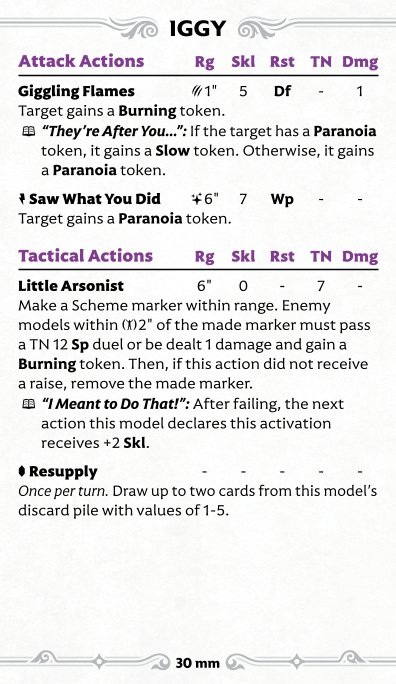 IGGY
Attack Actions Rg Skl Rst TN Dmg
Giggling Flames 1" 5 Df - 1
Target gains a Burning token.
"They're After You...": If the target has a Paranoia
token, it gains a Slow token. Otherwise, it gains
a Paranoia token.
Saw What You Did 6" 7 Wp - -
Target gains a Paranoia token.
Tactical Actions Rg Skl Rst TN Dmg
Little Arsonist 6" 0 - 7 -
Make a Scheme marker within range. Enemy
models within 2" of the made marker must pass
a TN 12 Sp duel or be dealt 1 damage and gain a
Burning token. Then, if this action did not receive
a raise, remove the made marker.
"I Meant to Do That!": After failing, the next
action this model declares this activation
receives +2 Skl.
Resupply - - - - -
Once per turn. Draw up to two cards from this model's
discard pile with values of 1-5.
30 mm